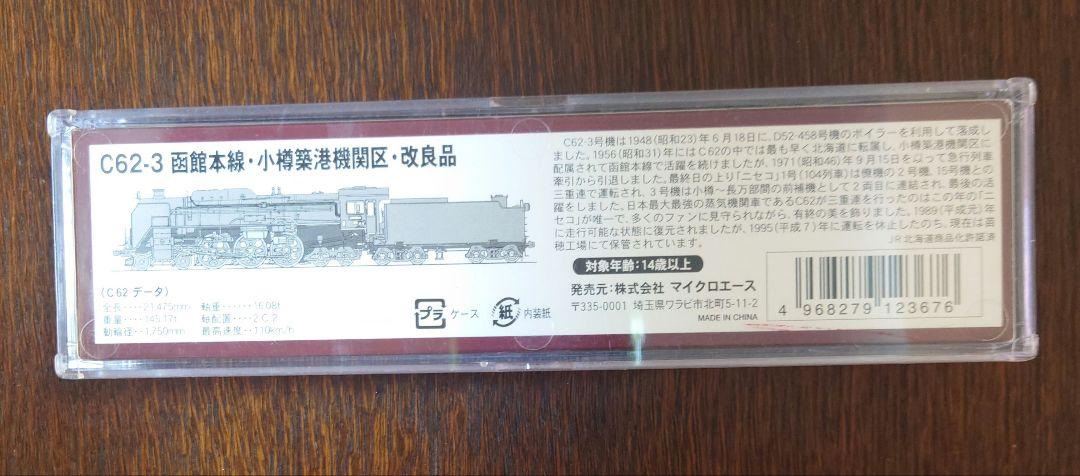 C62-3 函館本線・小樽築港機関区・改良品
C62-3号機は1948(昭和23)年6月18日に、D52-458号機のボイラーを利用して落成し
ました。1956(昭和31)年にはC62の中では最も早く北海道に転属し、小樽築港機関区に
配属されて函館本線で活躍を続けましたが、1971(昭和46)年9月15日を以って急行列車
牽引から引退しました。最終日の上り「ニセコ」1号(104列車)は僚機の2号機、15号機との
三重連で運転され、3号機は小樽～長万部間の前補機として2両目に連結され、最後の活
躍をしました。日本最大最強の蒸気機関車であるC62が三重連を行ったのはこの年の「ニ
セコ」が唯一で、多くのファンに見守られながら、有終の美を飾りました。1989(平成元)年
に走行可能な状態に復元されましたが、1995(平成7)年に運転を休止したのち、現在は苗
穂工場にて保管されています。
JR北海道商品化許諾済
(C62 データ)
全長‥‥21,475mm 軸重‥‥‥16.08t
重量‥‥145.17t 軸配置‥‥2-C-2
動輪径‥1,750mm 最高速度‥110km/h
プラ ケース 紙 内装紙
対象年齢:14歳以上
発売元:株式会社 マイクロエース
〒335-0001 埼玉県ワラビ市北町5-11-2
MADE IN CHINA
4 968279 123676